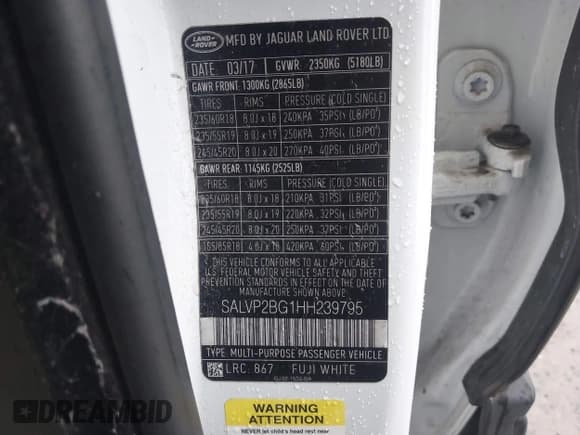 LAND ROVER
MFD BY JAGUAR LAND ROVER LTD
DATE 03/17 GVWR. 2350KG (5180LB)
GAWR FRONT: 1300KG (2865LB)
TIRES RIMS PRESSURE (COLD SINGLE)
235/60R18 8.0J x 18 240KPA 35PSI (LB/PO²)
235/55R19 8.0J x 19 250KPA 37PSI (LB/PO²)
245/45R20 8.0J x 20 270KPA 40PSI (LB/PO²)
GAWR REAR: 1145KG (2525LB)
TIRES RIMS PRESSURE (COLD SINGLE)
235/60R18 8.0J x 18 210KPA 31PSI (LB/PO²)
235/55R19 8.0J x 19 220KPA 32PSI (LB/PO²)
245/45R20 8.0J x 20 250KPA 37PSI (LB/PO²)
4.0J x 18 420KPA 60PSI (LB/PO²)
THIS VEHICLE CONFORMS TO ALL APPLICABLE
U.S. FEDERAL MOTOR VEHICLE SAFETY AND THEFT
PREVENTION STANDARDS IN EFFECT ON THE DATE OF
MANUFACTURE SHOWN ABOVE.
SALVP2BG1HH239795
TYPE: MULTI-PURPOSE PASSENGER VEHICLE
LRC: 867 FUJI WHITE
WARNING
ATTENTION
NEVER let child's head rest near
DREAMBID